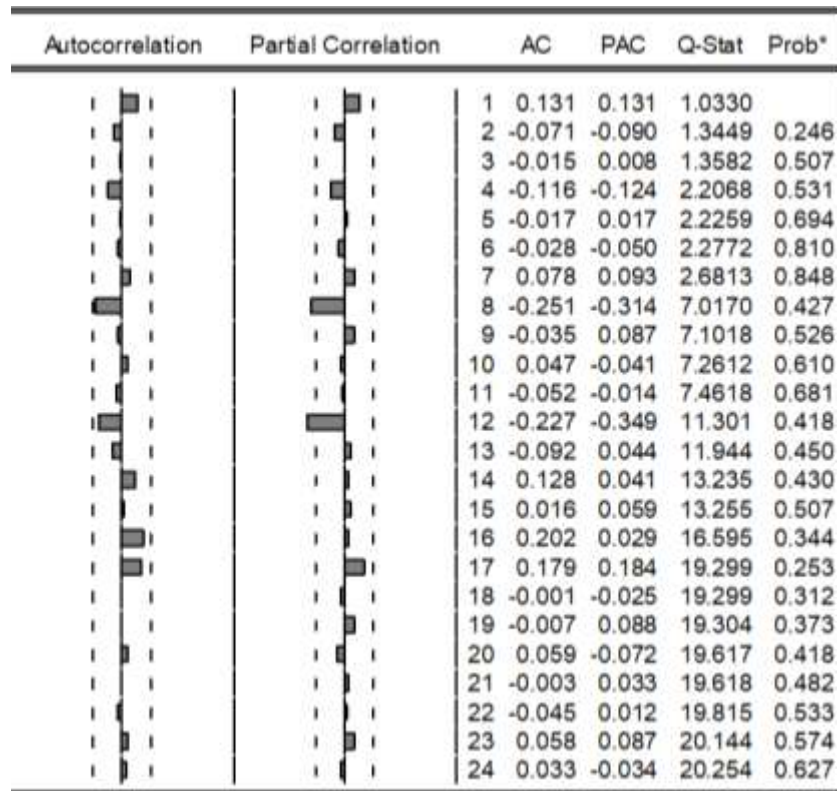 Autocorrelation Partial Correlation AC PAC Q-Stat Prob*
1 0.131 0.131 1.0330
2 -0.071 -0.090 1.3449 0.246
3 -0.015 0.008 1.3582 0.507
4 -0.116 -0.124 2.2068 0.531
5 -0.017 0.017 2.2259 0.694
6 -0.028 -0.050 2.2772 0.810
7 0.078 0.093 2.6813 0.848
8 -0.251 -0.314 7.0170 0.427
9 -0.035 0.087 7.1018 0.526
10 0.047 -0.041 7.2612 0.610
11 -0.052 -0.014 7.4618 0.681
12 -0.227 -0.349 11.301 0.418
13 -0.092 0.044 11.944 0.450
14 0.128 0.041 13.235 0.430
15 0.016 0.059 13.255 0.507
16 0.202 0.029 16.595 0.344
17 0.179 0.184 19.299 0.253
18 -0.001 -0.025 19.299 0.312
19 -0.007 0.088 19.304 0.373
20 0.059 -0.072 19.617 0.418
21 -0.003 0.033 19.618 0.482
22 -0.045 0.012 19.815 0.533
23 0.058 0.087 20.144 0.574
24 0.033 -0.034 20.254 0.627